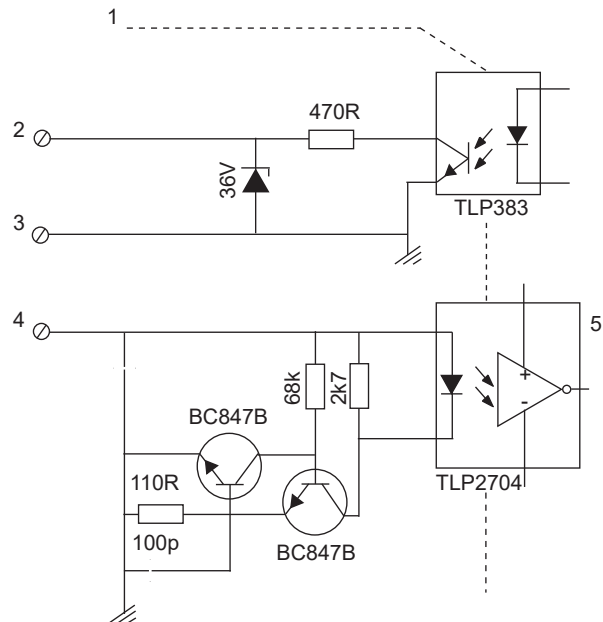 1
470R
2
36V
3
TLP383
4
5
68k
2k7
BC847B
110R
TLP2704
100p
BC847B
+
-